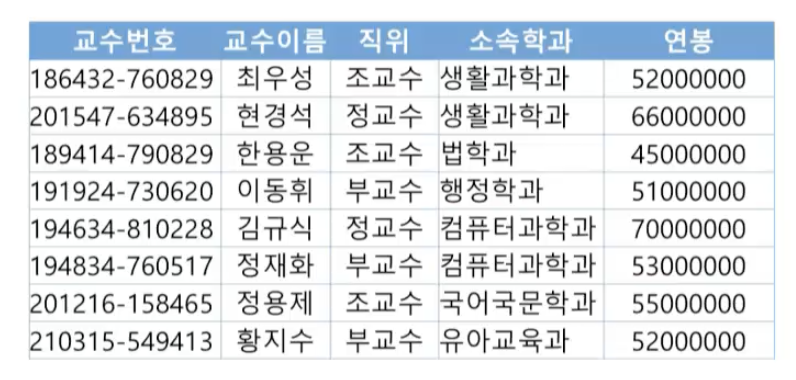 교수번호 교수이름 직위 소속학과 연봉
186432-760829 최우성 조교수 생활과학과 52000000
201547-634895 현경석 정교수 생활과학과 66000000
189414-790829 한용운 조교수 법학과 45000000
191924-730620 이동휘 부교수 행정학과 51000000
194634-810228 김규식 정교수 컴퓨터과학과 70000000
194834-760517 정재화 부교수 컴퓨터과학과 53000000
201216-158465 정용제 조교수 국어국문학과 55000000
210315-549413 황지수 부교수 유아교육과 52000000